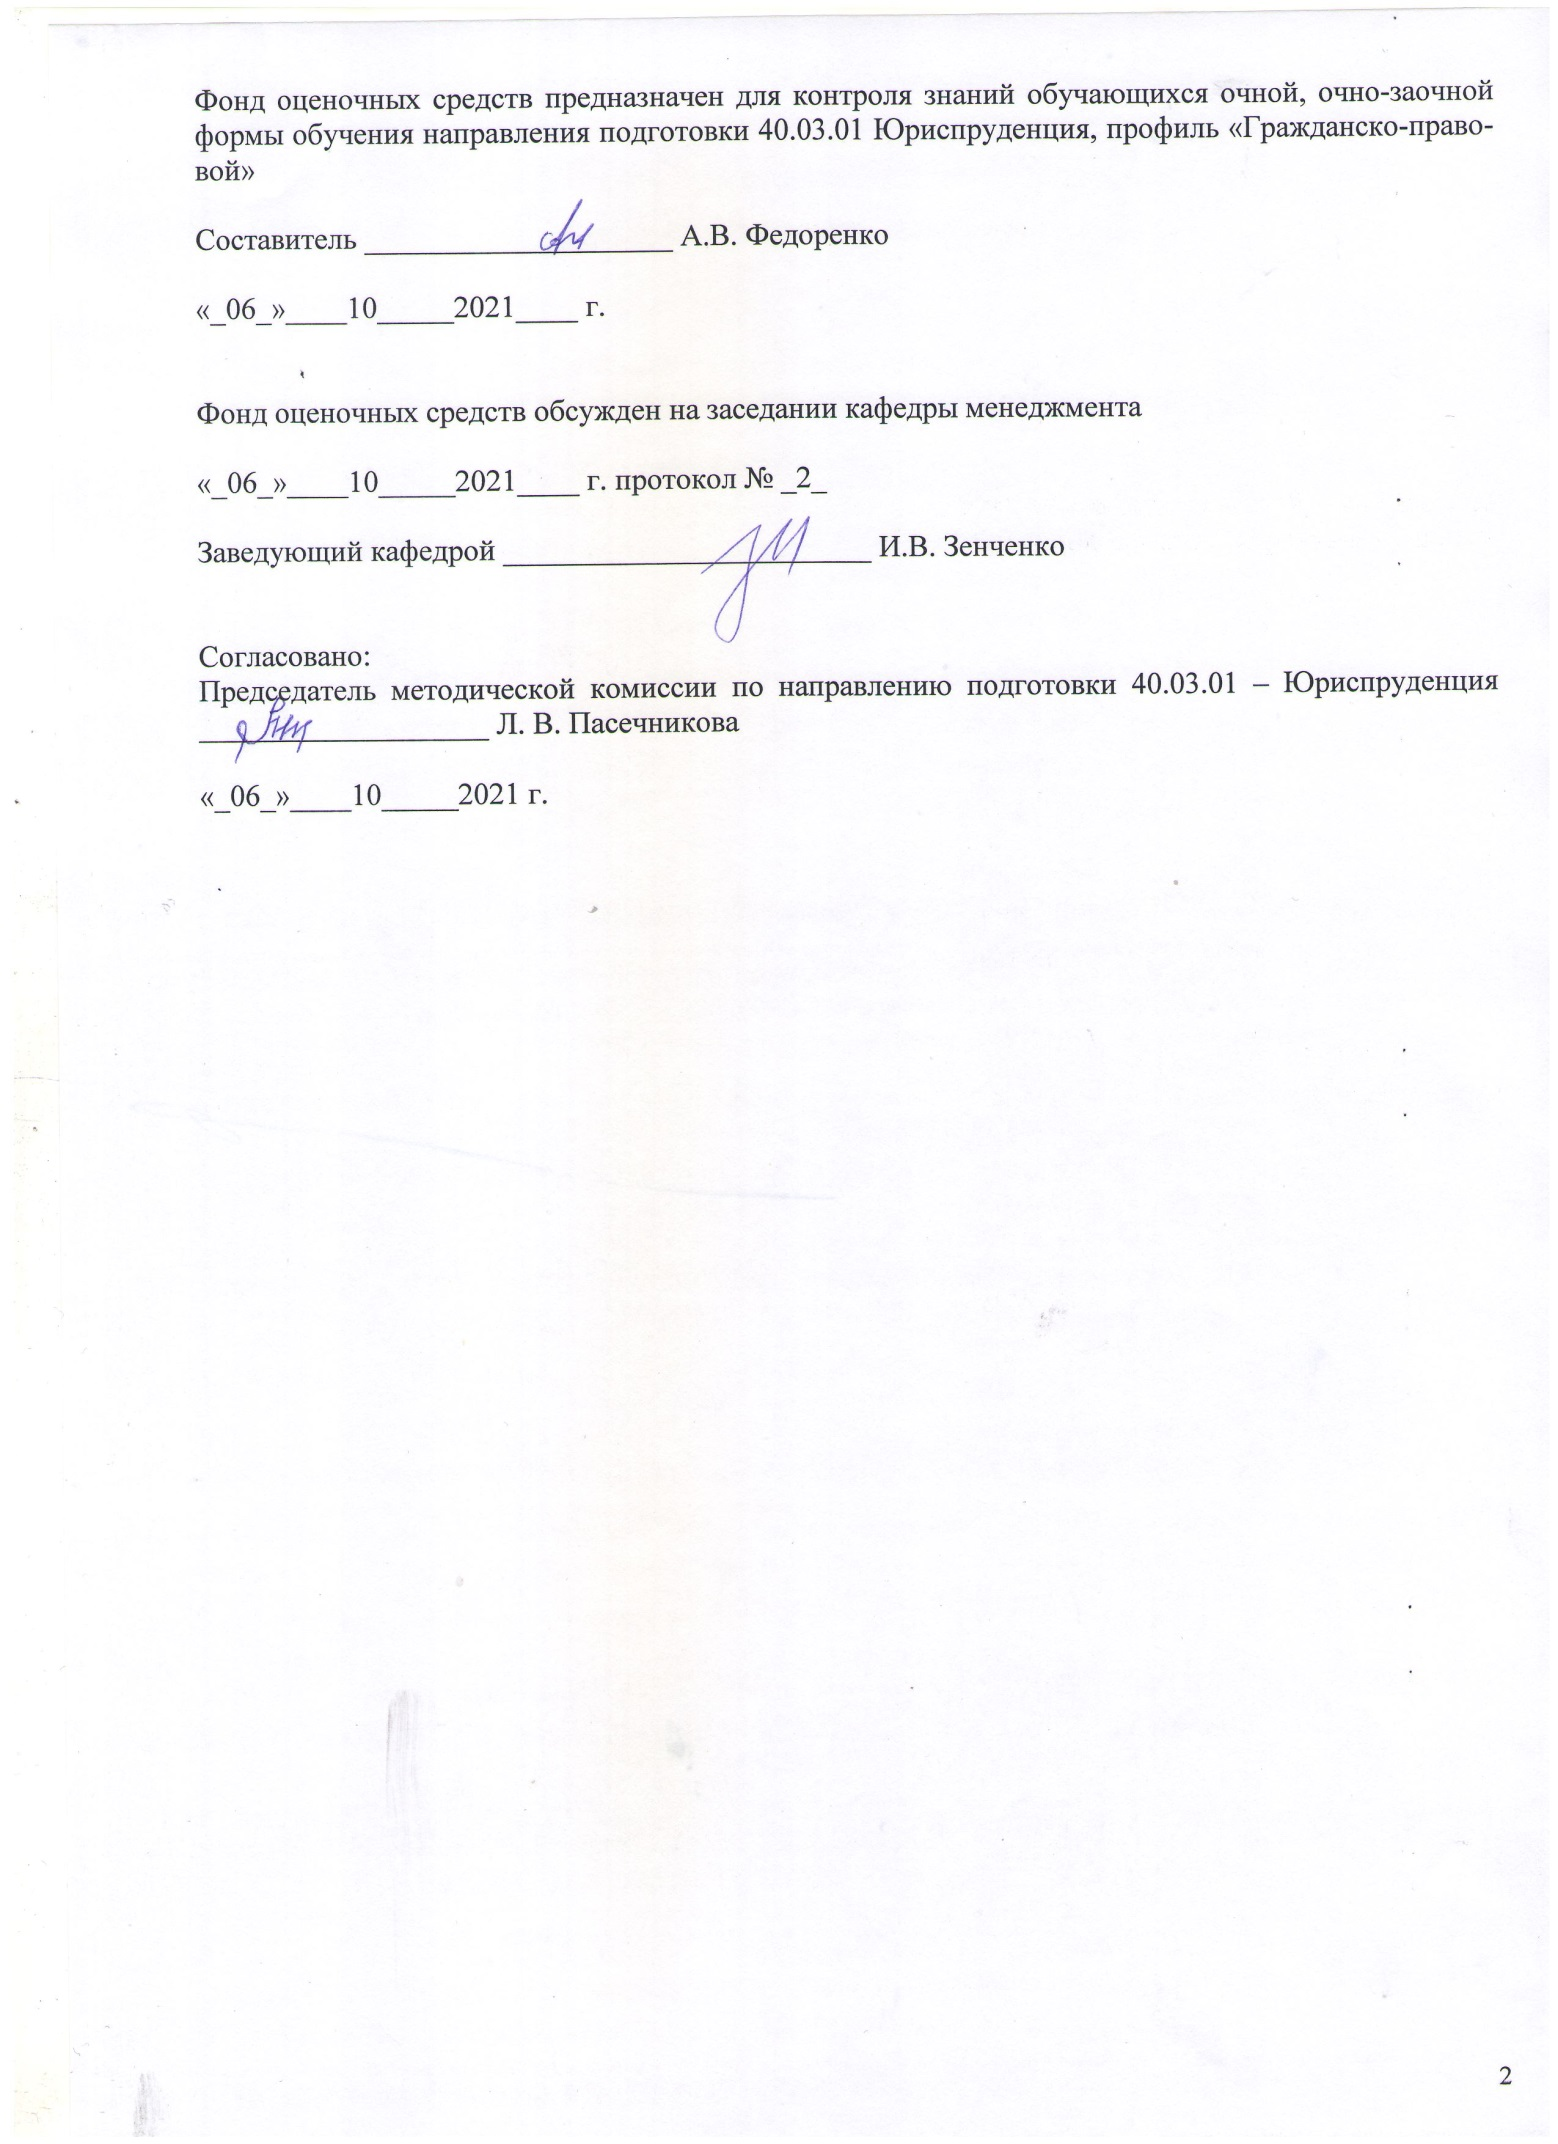 Фонд оценочных средств предназначен для контроля знаний обучающихся очной, очно-заочной
формы обучения направления подготовки 40.03.01 Юриспруденция, профиль «Гражданско-право-
вой»
Составитель ____________________ А.В. Федоренко
«_06_»____10_____2021____ г.
Фонд оценочных средств обсужден на заседании кафедры менеджмента
«_06_»____10_____2021____ г. протокол № _2_
Заведующий кафедрой ________________________ И.В. Зенченко
Согласовано:
Председатель методической комиссии по направлению подготовки 40.03.01 – Юриспруденция
___________________ Л. В. Пасечникова
«_06_»____10_____2021 г.
2